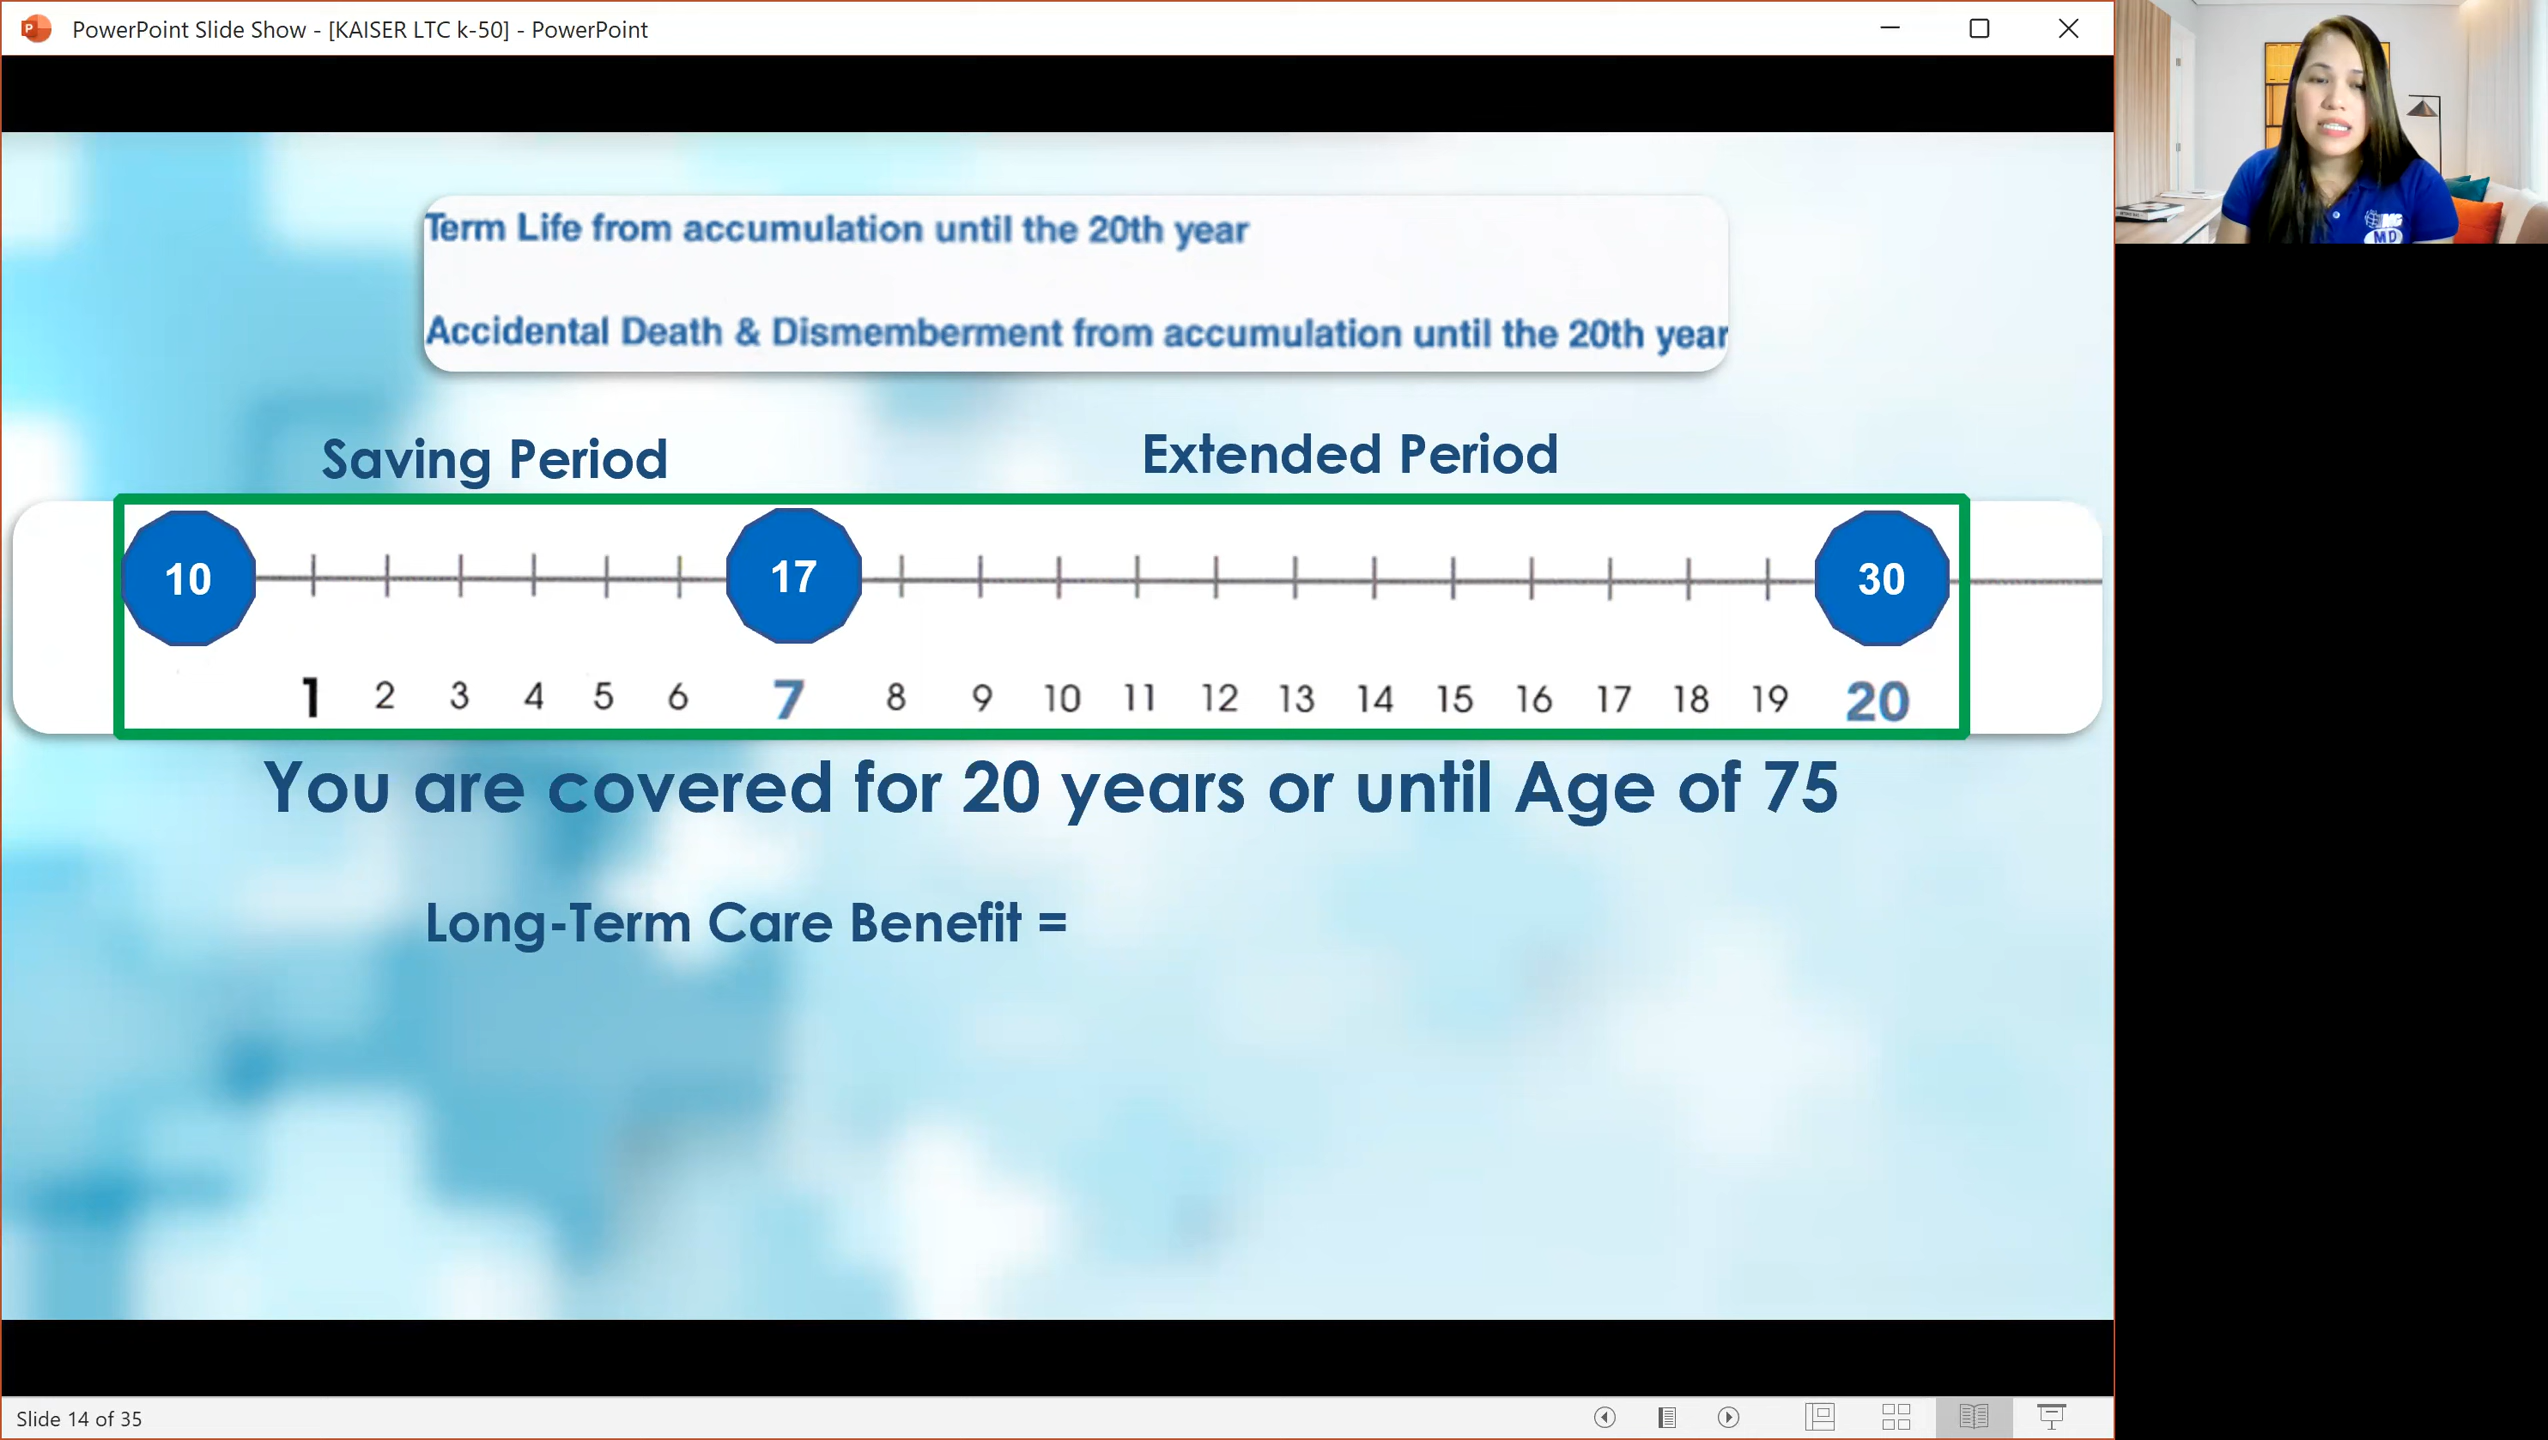 PowerPoint Slide Show - [KAISER LTC k-50] - PowerPoint
Term Life from accumulation until the 20th year
Accidental Death & Dismemberment from accumulation until the 20th year
Saving Period
Extended Period
10 17 30
1 2 3 4 5 6 7 8 9 10 11 12 13 14 15 16 17 18 19 20
You are covered for 20 years or until Age of 75
Long-Term Care Benefit =
MD
Slide 14 of 35